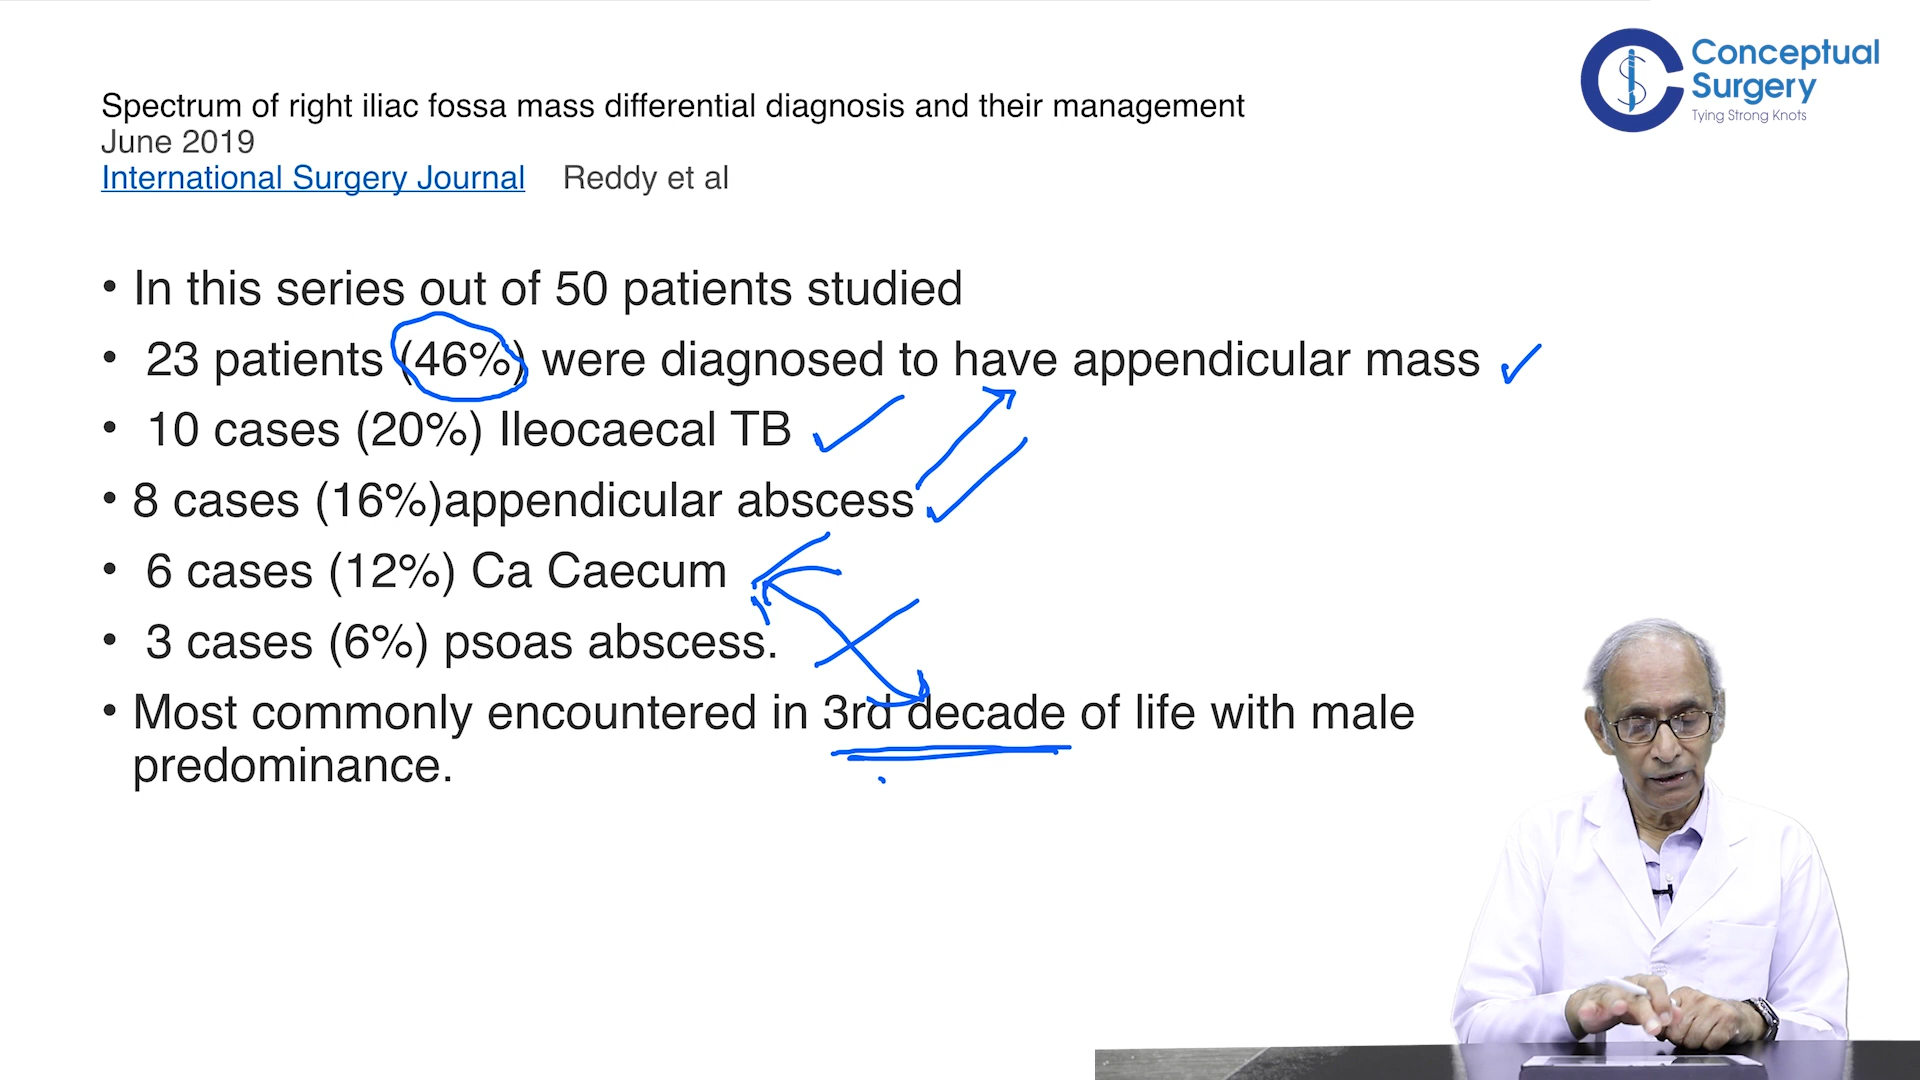 Conceptual
Surgery
Tying Strong Knots
Spectrum of right iliac fossa mass differential diagnosis and their management
June 2019
International Surgery Journal Reddy et al
• In this series out of 50 patients studied
• 23 patients (46%) were diagnosed to have appendicular mass
• 10 cases (20%) Ileocaecal TB
• 8 cases (16%)appendicular abscess
• 6 cases (12%) Ca Caecum
• 3 cases (6%) psoas abscess.
• Most commonly encountered in 3rd decade of life with male
predominance.